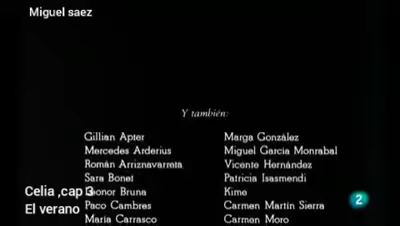 Miguel saez
Y también:
Gillian Apter
Mercedes Arderius
Román Arriznavarreta
Sara Bonet
Leonor Bruna
Paco Cambres
María Carrasco
Marga González
Miguel García Monrabal
Vicente Hernández
Patricia Isasmendi
Kime
Carmen Martín Sierra
Carmen Moro
Celia ,cap 3
El verano
2